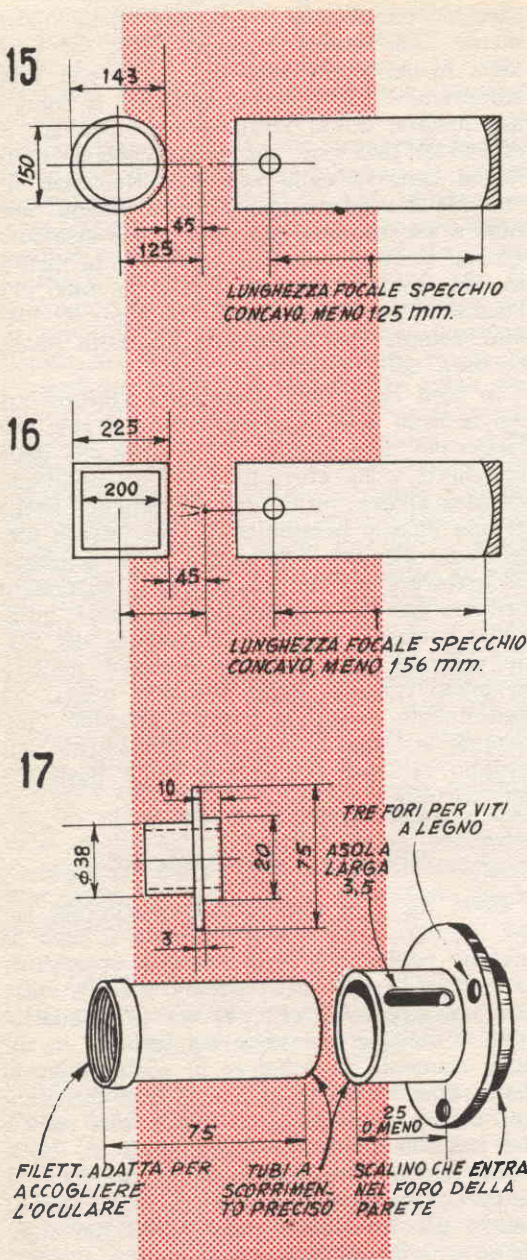 15
143
150
45
125
LUNGHEZZA FOCALE SPECCHIO
CONCAVO, MENO 125 mm.
16
225
200
45
LUNGHEZZA FOCALE SPECCHIO
CONCAVO, MENO 156 mm.
17
10
φ38
20
75
3
TRE FORI PER VITI
A LEGNO
ASOLA
LARGA
3,5
75
25
O MENO
FILETT. ADATTA PER
ACCOGLIERE
L'OCULARE
TUBI A
SCORRIMEN-
TO PRECISO
SCALINO CHE ENTRA
NEL FORO DELLA
PARETE